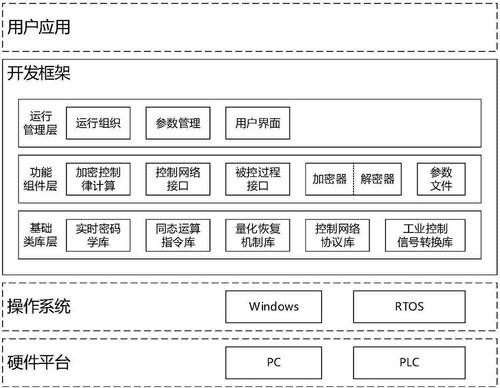 用户应用
开发框架
运行
管理层
运行组织
参数管理
用户界面
功能
组件层
加密控制
律计算
控制网络
接口
被控过程
接口
加密器
解密器
参数
文件
基础
类库层
实时密码
学库
同态运算
指令库
量化恢复
机制库
控制网络
协议库
工业控制
信号转换库
操作系统
Windows
RTOS
硬件平台
PC
PLC